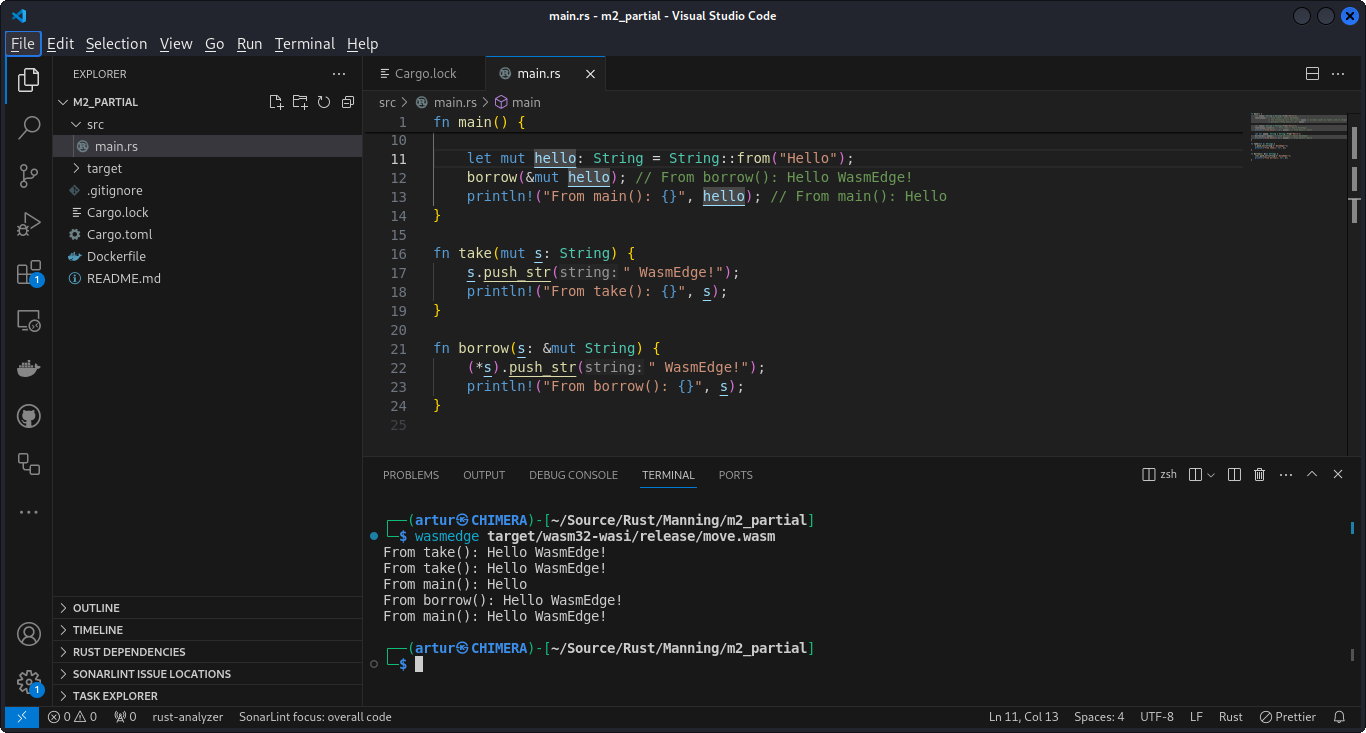 main.rs - m2_partial - Visual Studio Code
File Edit Selection View Go Run Terminal Help
EXPLORER
M2_PARTIAL
src
main.rs
target
.gitignore
Cargo.lock
Cargo.toml
Dockerfile
README.md
OUTLINE
TIMELINE
RUST DEPENDENCIES
SONARLINT ISSUE LOCATIONS
TASK EXPLORER
1
1
Cargo.lock main.rs
src > main.rs > main
1 fn main() {
10
11 let mut hello: String = String::from("Hello");
12 borrow(&mut hello); // From borrow(): Hello WasmEdge!
13 println!("From main(): {}", hello); // From main(): Hello
14 }
15
16 fn take(mut s: String) {
17 s.push_str(string: " WasmEdge!");
18 println!("From take(): {}", s);
19 }
20
21 fn borrow(s: &mut String) {
22 (*s).push_str(string: " WasmEdge!");
23 println!("From borrow(): {}", s);
24 }
25
PROBLEMS OUTPUT DEBUG CONSOLE TERMINAL PORTS zsh
┌──(artur㉿CHIMERA)-[~/Source/Rust/Manning/m2_partial]
└─$ wasmedge target/wasm32-wasi/release/move.wasm
From take(): Hello WasmEdge!
From take(): Hello WasmEdge!
From main(): Hello
From borrow(): Hello WasmEdge!
From main(): Hello WasmEdge!
┌──(artur㉿CHIMERA)-[~/Source/Rust/Manning/m2_partial]
└─$
0 0 0 rust-analyzer SonarLint focus: overall code Ln 11, Col 13 Spaces: 4 UTF-8 LF Rust Prettier